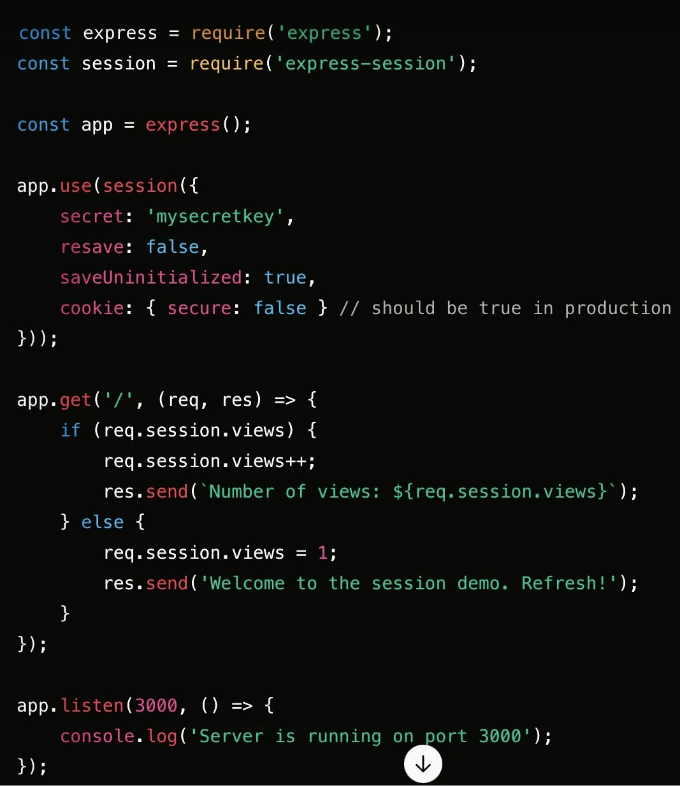 const express = require('express');
const session = require('express-session');

const app = express();

app.use(session({
    secret: 'mysecretkey',
    resave: false,
    saveUninitialized: true,
    cookie: { secure: false } // should be true in production
}));

app.get('/', (req, res) => {
    if (req.session.views) {
        req.session.views++;
        res.send(`Number of views: ${req.session.views}`);
    } else {
        req.session.views = 1;
        res.send('Welcome to the session demo. Refresh!');
    }
});

app.listen(3000, () => {
    console.log('Server is running on port 3000');
});